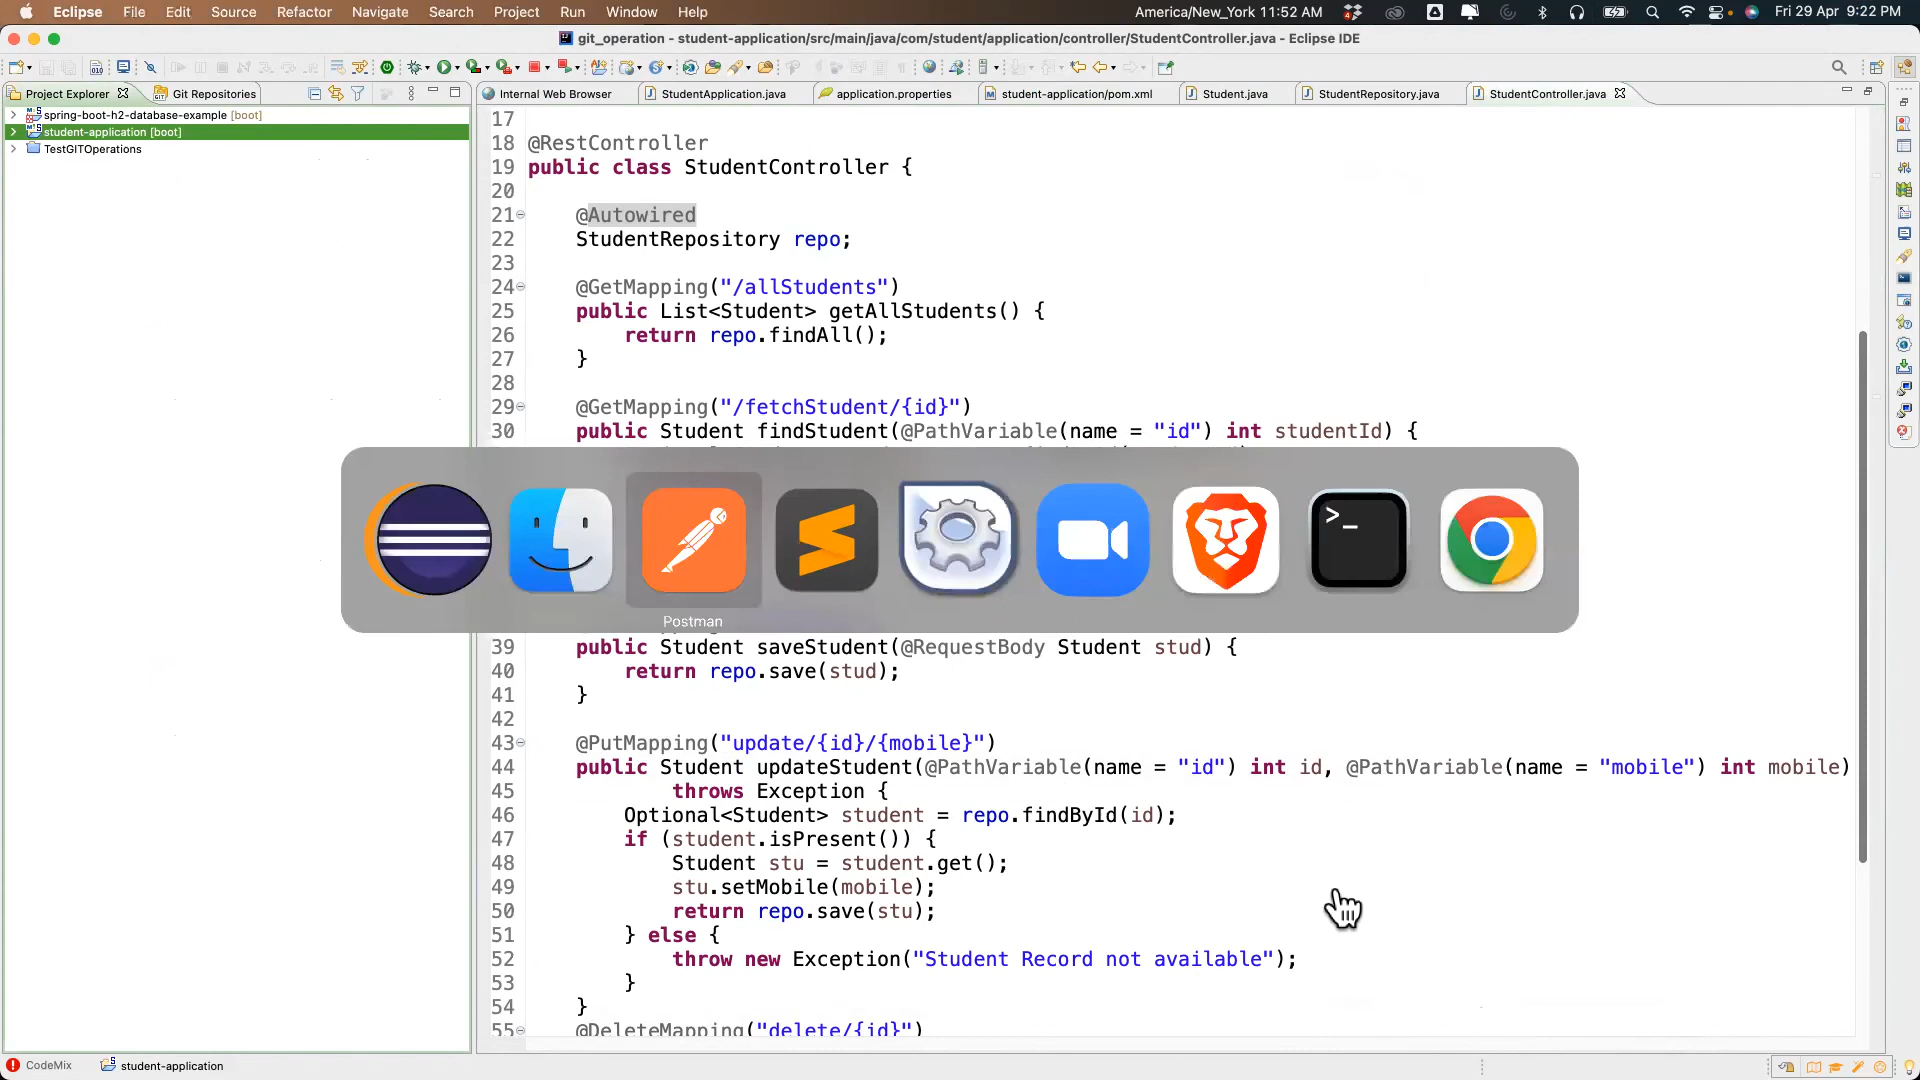 Eclipse File Edit Source Refactor Navigate Search Project Run Window Help America/New_York 11:52 AM Fri 29 Apr 9:22 PM
git_operation - student-application/src/main/java/com/student/application/controller/StudentController.java - Eclipse IDE
Project Explorer Git Repositories Internal Web Browser StudentApplication.java application.properties student-application/pom.xml Student.java StudentRepository.java StudentController.java
spring-boot-h2-database-example [boot]
student-application [boot]
TestGITOperations
17
18 @RestController
19 public class StudentController {
20
21 @Autowired
22 StudentRepository repo;
23
24 @GetMapping("/allStudents")
25 public List<Student> getAllStudents() {
26 return repo.findAll();
27 }
28
29 @GetMapping("/fetchStudent/{id}")
30 public Student findStudent(@PathVariable(name = "id") int studentId) {
Postman
39 public Student saveStudent(@RequestBody Student stud) {
40 return repo.save(stud);
41 }
42
43 @PutMapping("update/{id}/{mobile}")
44 public Student updateStudent(@PathVariable(name = "id") int id, @PathVariable(name = "mobile") int mobile)
45 throws Exception {
46 Optional<Student> student = repo.findById(id);
47 if (student.isPresent()) {
48 Student stu = student.get();
49 stu.setMobile(mobile);
50 return repo.save(stu);
51 } else {
52 throw new Exception("Student Record not available");
53 }
54 }
55 @DeleteMapping("delete/{id}")
CodeMix student-application